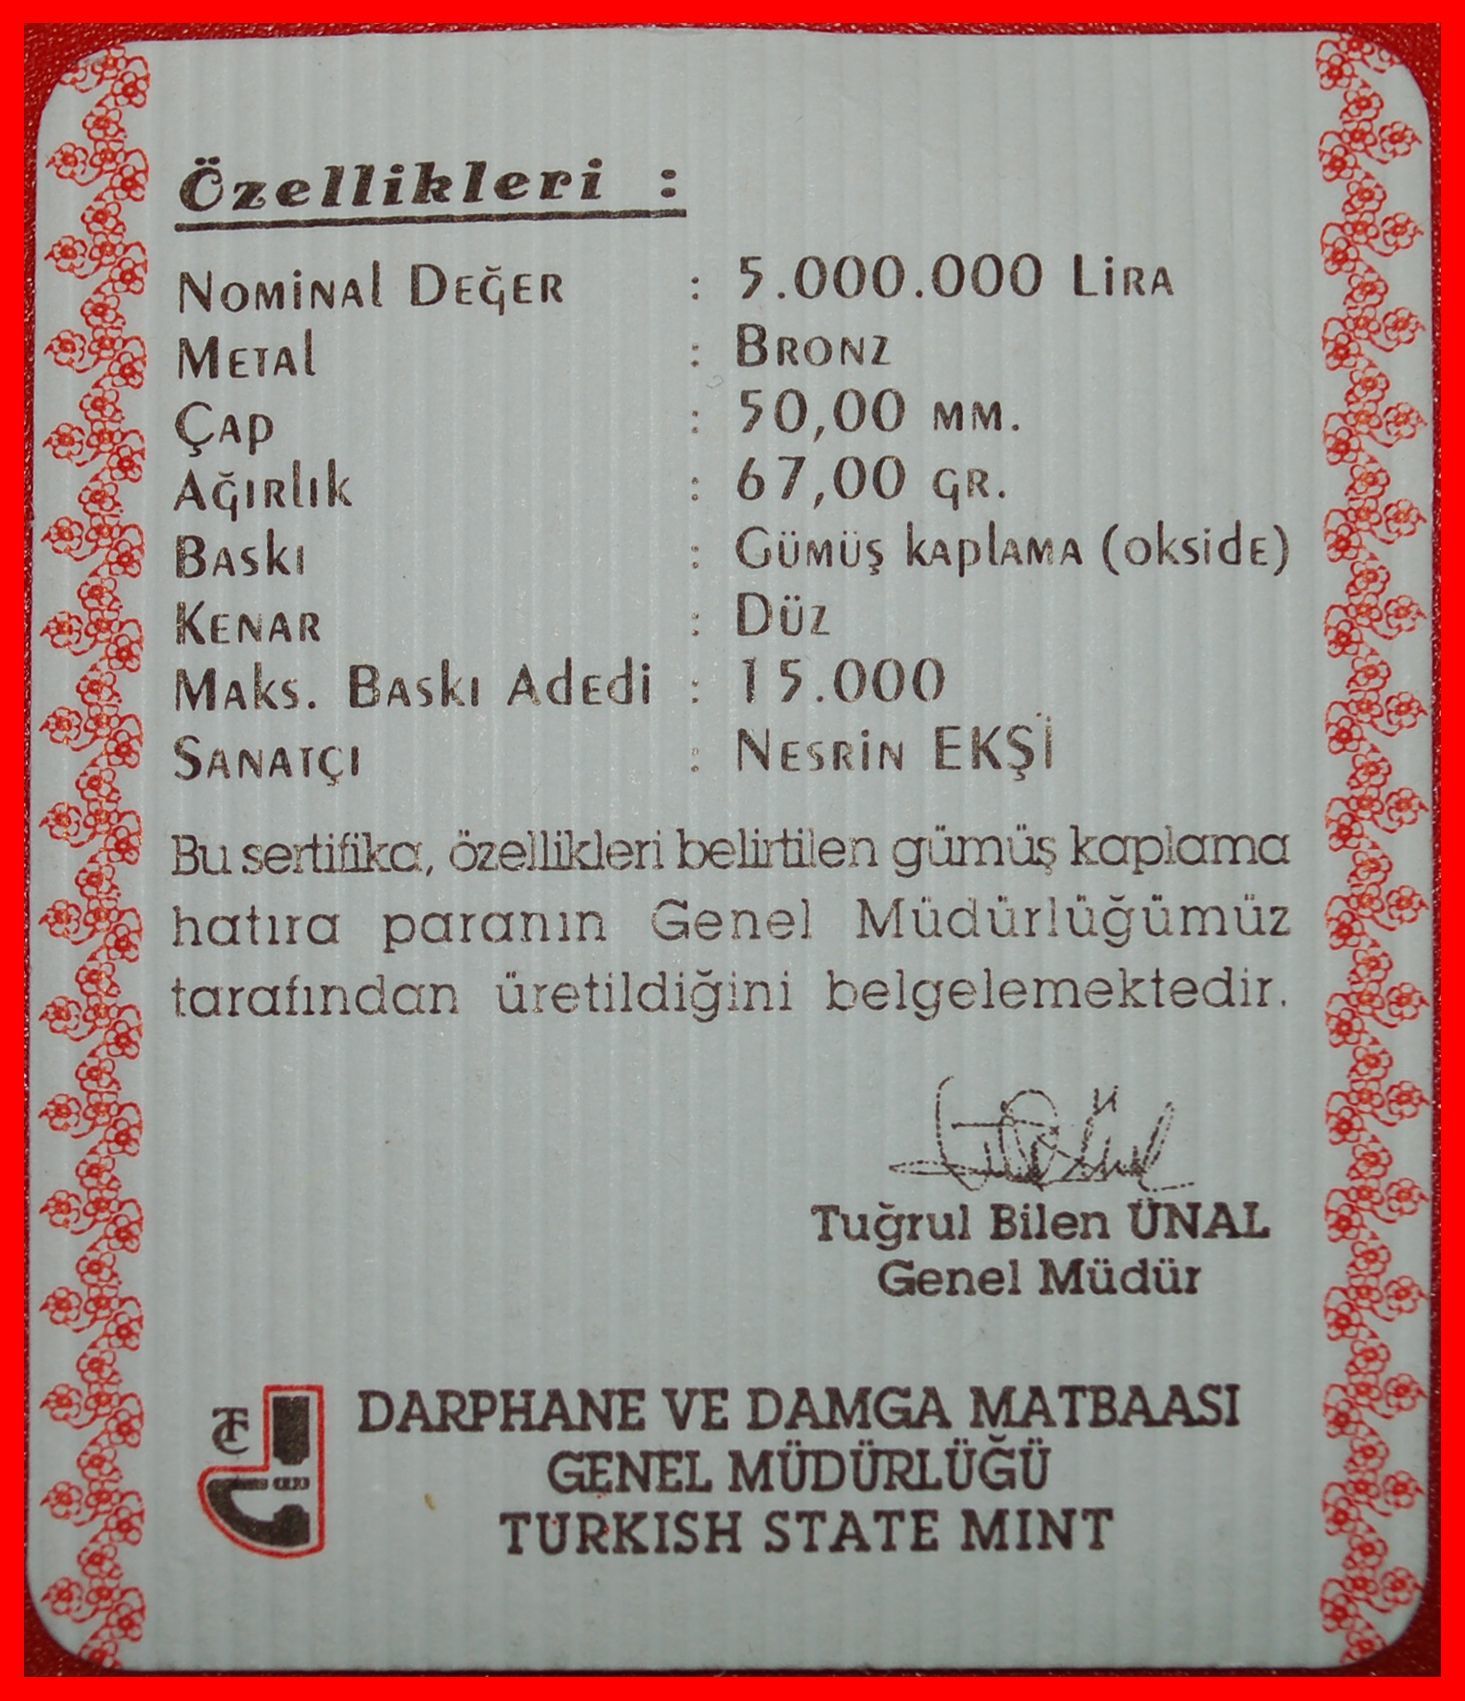 Özellikleri :
Nominal Değer : 5.000.000 Lira
Metal : Bronz
Çap : 50,00 mm.
Ağırlık : 67,00 gr.
Baskı : Gümüş kaplama (okside)
Kenar : Düz
Maks. Baskı Adedi : 15.000
Sanatçı : Nesrin EKŞİ
Bu sertifika, özellikleri belirtilen gümüş kaplama
hatıra paranın Genel Müdürlüğümüz
tarafından üretildiğini belgelemektedir.
Tuğrul Bilen ÜNAL
Genel Müdür
TC
DARPHANE VE DAMGA MATBAASI
GENEL MÜDÜRLÜĞÜ
TURKISH STATE MINT